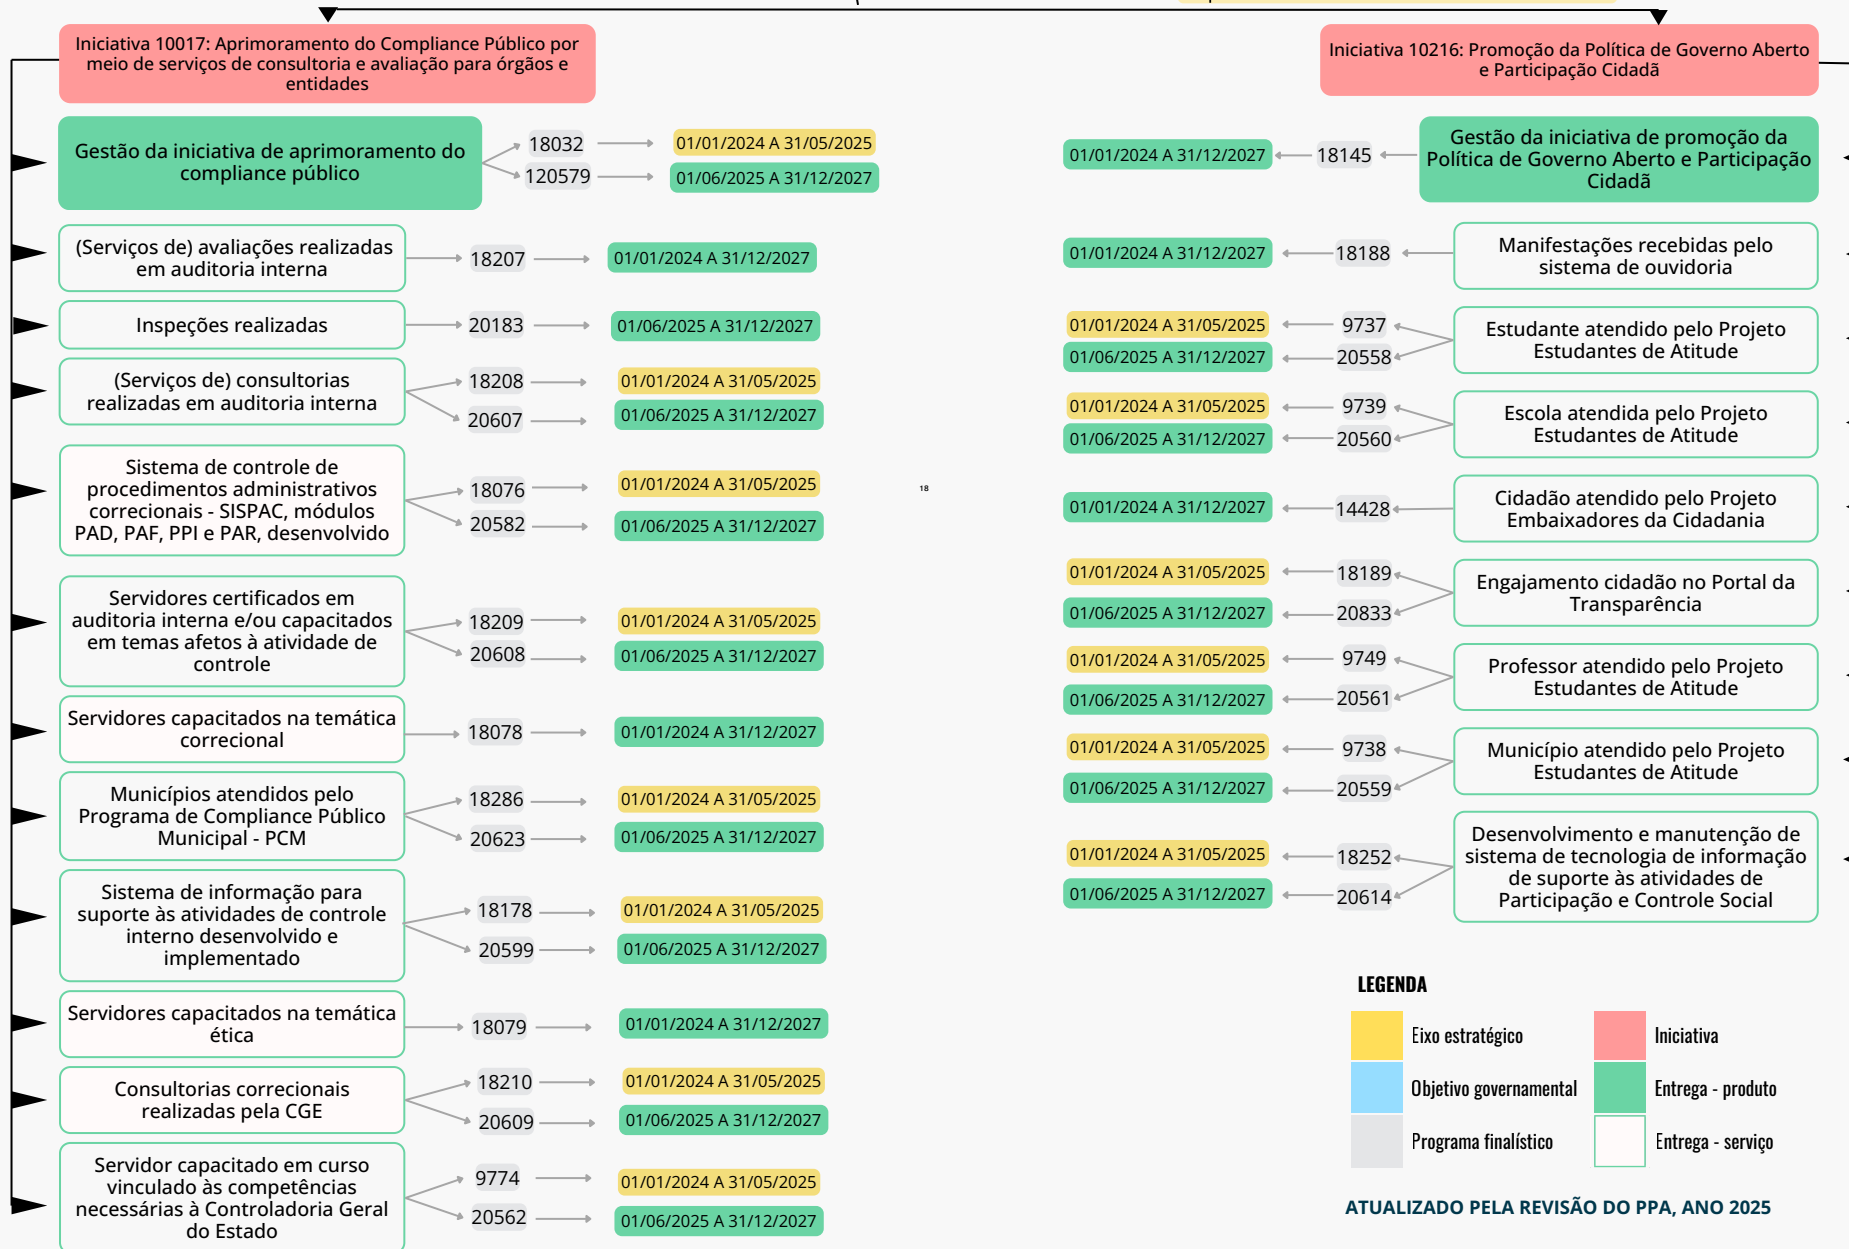 Iniciativa 10017: Aprimoramento do Compliance Público por
meio de serviços de consultoria e avaliação para órgãos e
entidades
Gestão da iniciativa de aprimoramento do
compliance público
18032
01/01/2024 A 31/05/2025
120579
01/06/2025 A 31/12/2027
(Serviços de) avaliações realizadas
em auditoria interna
18207
01/01/2024 A 31/12/2027
Inspeções realizadas
20183
01/06/2025 A 31/12/2027
(Serviços de) consultorias
realizadas em auditoria interna
18208
01/01/2024 A 31/05/2025
20607
01/06/2025 A 31/12/2027
Sistema de controle de
procedimentos administrativos
correcionais - SISPAC, módulos
PAD, PAF, PPI e PAR, desenvolvido
18076
01/01/2024 A 31/05/2025
20582
01/06/2025 A 31/12/2027
Servidores certificados em
auditoria interna e/ou capacitados
em temas afetos à atividade de
controle
18209
01/01/2024 A 31/05/2025
20608
01/06/2025 A 31/12/2027
Servidores capacitados na temática
correcional
18078
01/01/2024 A 31/12/2027
Municípios atendidos pelo
Programa de Compliance Público
Municipal - PCM
18286
01/01/2024 A 31/05/2025
20623
01/06/2025 A 31/12/2027
Sistema de informação para
suporte às atividades de controle
interno desenvolvido e
implementado
18178
01/01/2024 A 31/05/2025
20599
01/06/2025 A 31/12/2027
Servidores capacitados na temática
ética
18079
01/01/2024 A 31/12/2027
Consultorias correcionais
realizadas pela CGE
18210
01/01/2024 A 31/05/2025
20609
01/06/2025 A 31/12/2027
Servidor capacitado em curso
vinculado às competências
necessárias à Controladoria Geral
do Estado
9774
01/01/2024 A 31/05/2025
20562
01/06/2025 A 31/12/2027
18
Iniciativa 10216: Promoção da Política de Governo Aberto
e Participação Cidadã
Gestão da iniciativa de promoção da
Política de Governo Aberto e Participação
Cidadã
18145
01/01/2024 A 31/12/2027
Manifestações recebidas pelo
sistema de ouvidoria
18188
01/01/2024 A 31/12/2027
Estudante atendido pelo Projeto
Estudantes de Atitude
9737
01/01/2024 A 31/05/2025
20558
01/06/2025 A 31/12/2027
Escola atendida pelo Projeto
Estudantes de Atitude
9739
01/01/2024 A 31/05/2025
20560
01/06/2025 A 31/12/2027
Cidadão atendido pelo Projeto
Embaixadores da Cidadania
14428
01/01/2024 A 31/12/2027
Engajamento cidadão no Portal da
Transparência
18189
01/01/2024 A 31/05/2025
20833
01/06/2025 A 31/12/2027
Professor atendido pelo Projeto
Estudantes de Atitude
9749
01/01/2024 A 31/05/2025
20561
01/06/2025 A 31/12/2027
Município atendido pelo Projeto
Estudantes de Atitude
9738
01/01/2024 A 31/05/2025
20559
01/06/2025 A 31/12/2027
Desenvolvimento e manutenção de
sistema de tecnologia de informação
de suporte às atividades de
Participação e Controle Social
18252
01/01/2024 A 31/05/2025
20614
01/06/2025 A 31/12/2027
LEGENDA
Eixo estratégico
Iniciativa
Objetivo governamental
Entrega - produto
Programa finalístico
Entrega - serviço
ATUALIZADO PELA REVISÃO DO PPA, ANO 2025